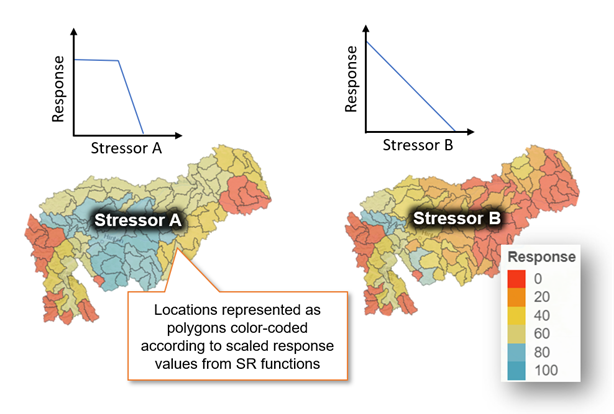 Response
Stressor A
Response
Stressor B
Stressor A
Stressor B
Locations represented as
polygons color-coded
according to scaled response
values from SR functions
Response
0
20
40
60
80
100